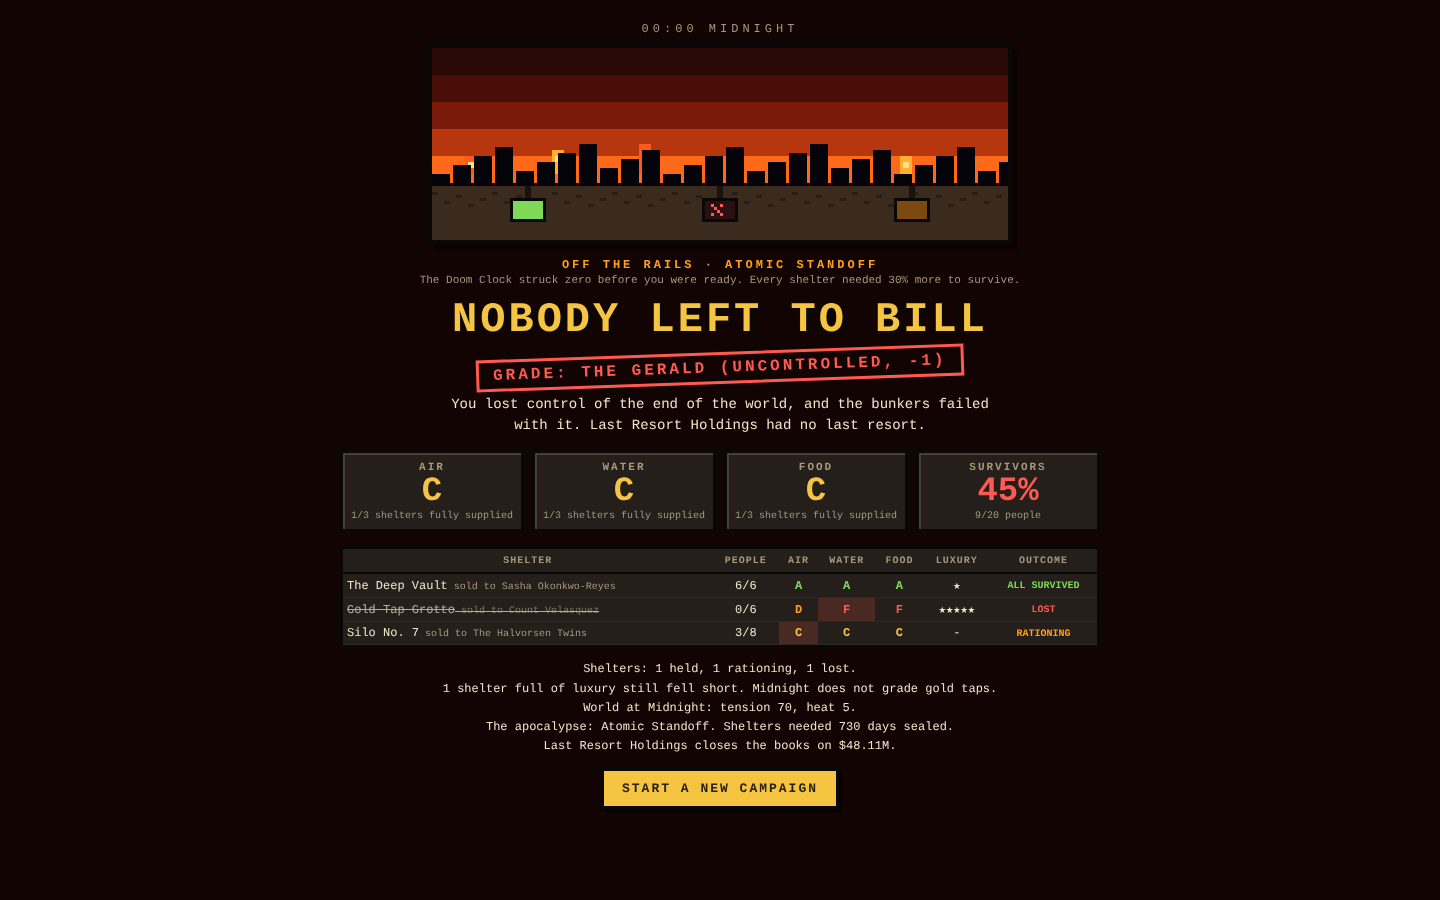 00:00 MIDNIGHT
OFF THE RAILS · ATOMIC STANDOFF
The Doom Clock struck zero before you were ready. Every shelter needed 30% more to survive.
NOBODY LEFT TO BILL
GRADE: THE GERALD (UNCONTROLLED, -1)
You lost control of the end of the world, and the bunkers failed
with it. Last Resort Holdings had no last resort.
AIR WATER FOOD SURVIVORS
C C C 45%
1/3 shelters fully supplied 1/3 shelters fully supplied 1/3 shelters fully supplied 9/20 people
SHELTER PEOPLE AIR WATER FOOD LUXURY OUTCOME
The Deep Vault sold to Sasha Okonkwo-Reyes 6/6 A A A ★ ALL SURVIVED
Gold Tap Grotto sold to Count Velasquez 0/6 D F F ★★★★★ LOST
Silo No. 7 sold to The Halvorsen Twins 3/8 C C C - RATIONING
Shelters: 1 held, 1 rationing, 1 lost.
1 shelter full of luxury still fell short. Midnight does not grade gold taps.
World at Midnight: tension 70, heat 5.
The apocalypse: Atomic Standoff. Shelters needed 730 days sealed.
Last Resort Holdings closes the books on $48.11M.
START A NEW CAMPAIGN